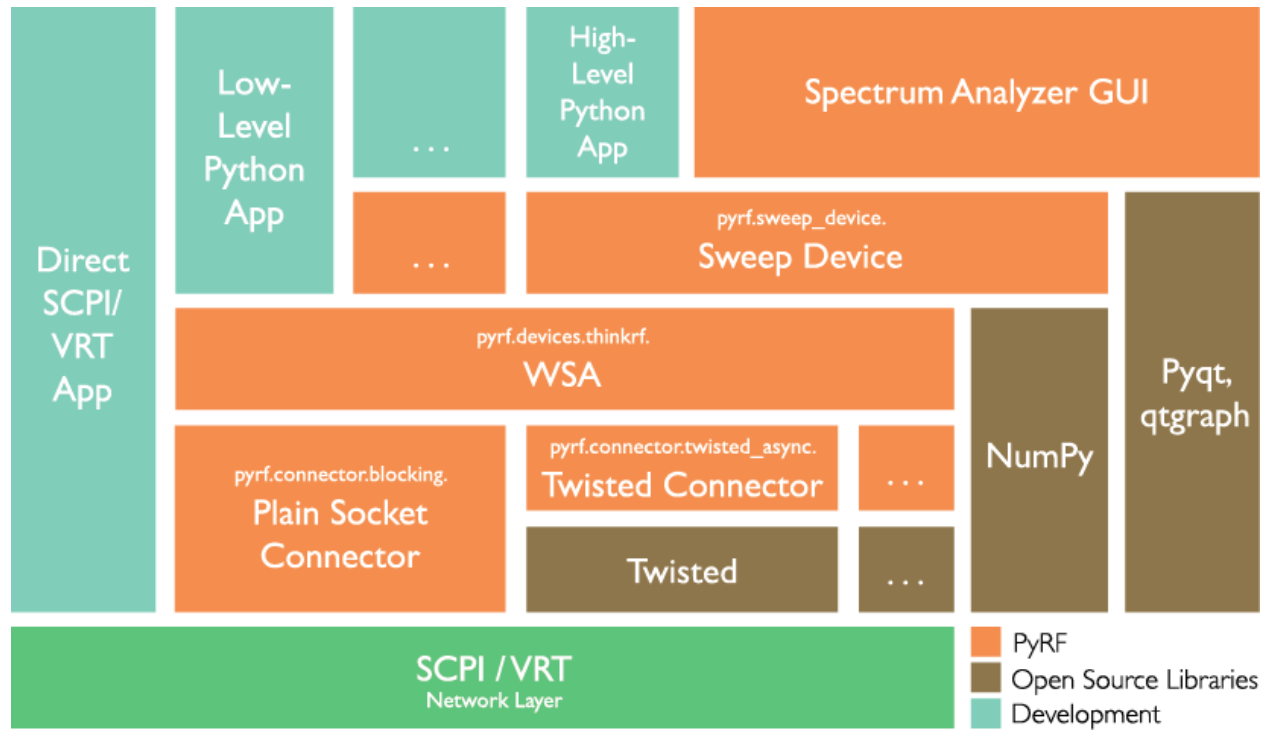 Direct
SCPI/
VRT
App
Low-
Level
Python
App
...
High-
Level
Python
App
Spectrum Analyzer GUI
...
pyrf.sweep_device.
Sweep Device
pyrf.devices.thinkrf.
WSA
NumPy
Pyqt,
qtgraph
pyrf.connector.blocking.
Plain Socket
Connector
pyrf.connector.twisted_async.
Twisted Connector
...
Twisted
...
SCPI / VRT
Network Layer
PyRF
Open Source Libraries
Development